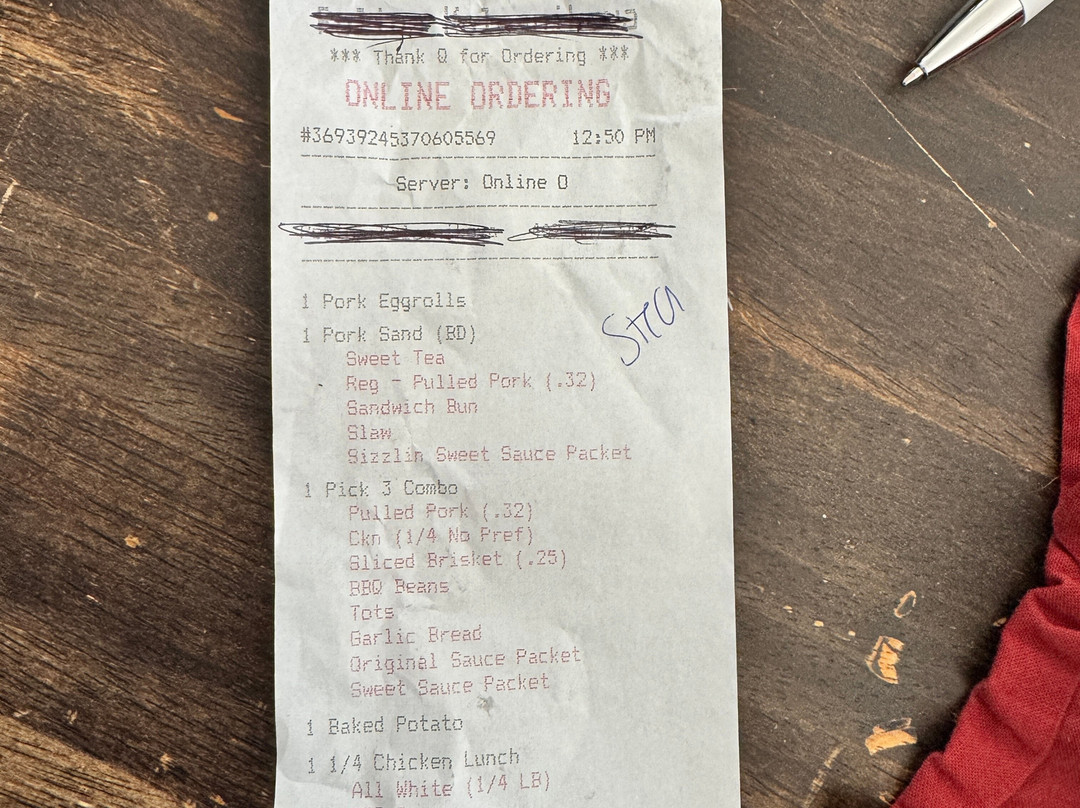 *** Thank Q for Ordering ***
ONLINE ORDERING
#36939245370605569 12:50 PM
Server: Online O
1 Pork Eggrolls
1 Pork Sand (BD)
Sweet Tea
Reg - Pulled Pork (.32)
Sandwich Bun
Slaw
Sizzlin Sweet Sauce Packet
1 Pick 3 Combo
Pulled Pork (.32)
Ckn (1/4 No Pref)
Sliced Brisket (.25)
BBQ Beans
Tots
Garlic Bread
Original Sauce Packet
Sweet Sauce Packet
1 Baked Potato
1 1/4 Chicken Lunch
All White (1/4 LB)